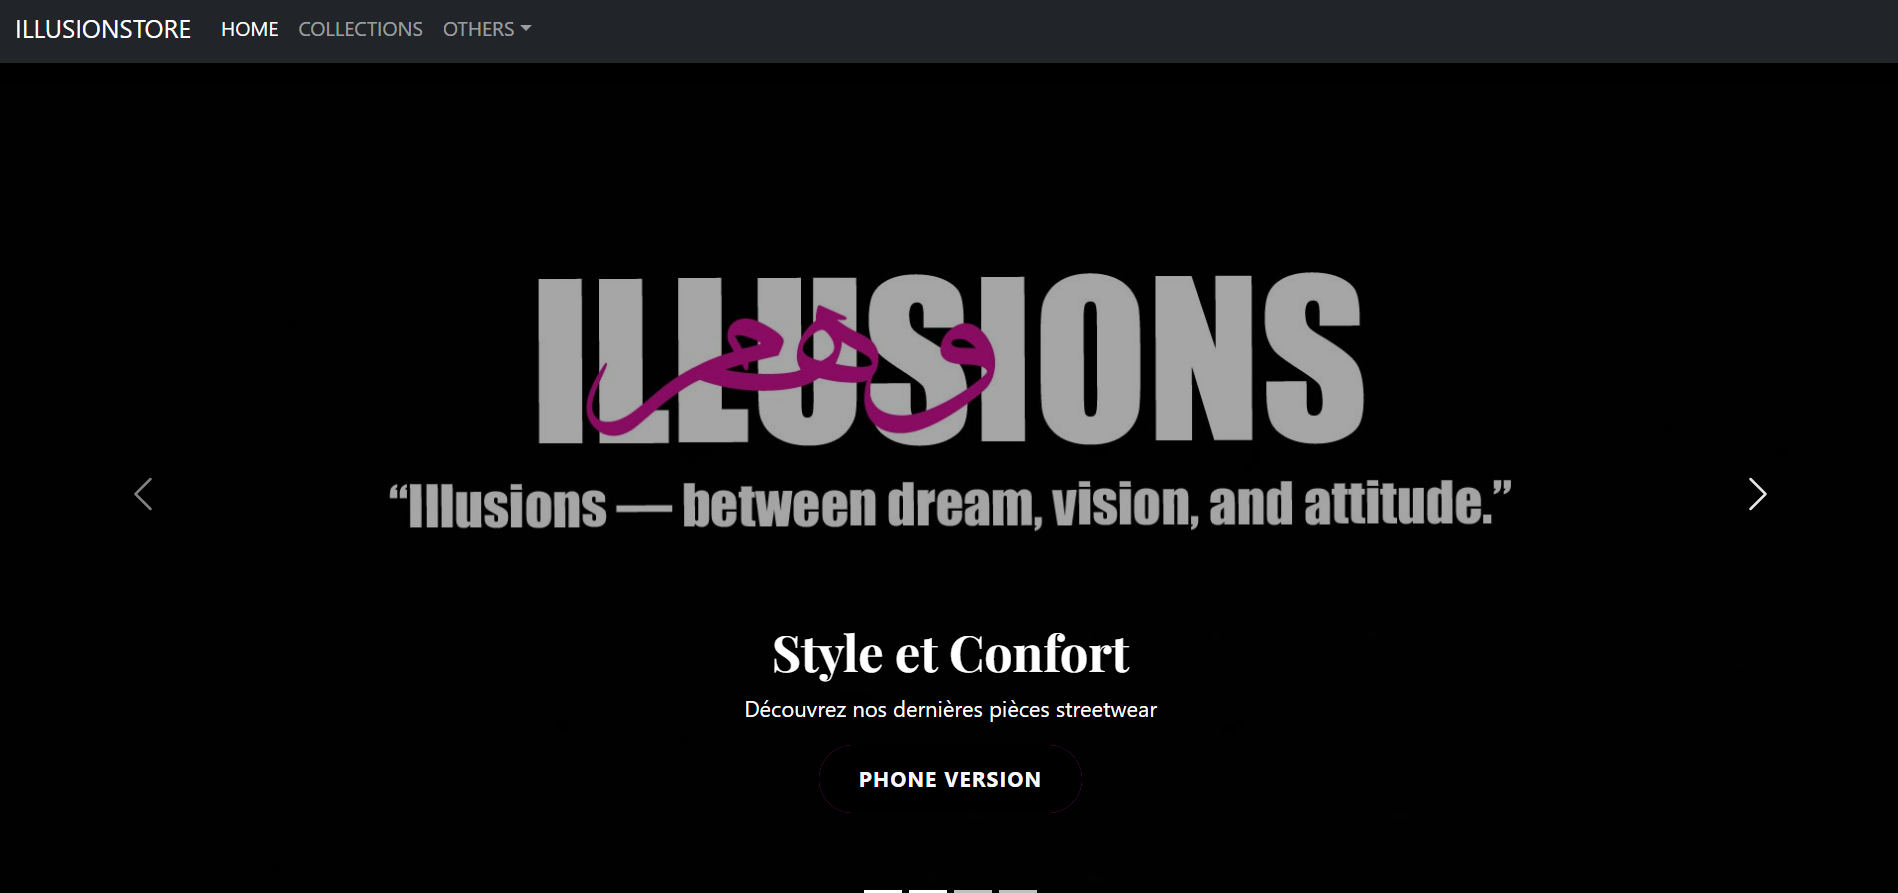 ILLUSIONSTORE HOME COLLECTIONS OTHERS
ILLUSIONS
وهم
“Illusions — between dream, vision, and attitude.”
Style et Confort
Découvrez nos dernières pièces streetwear
PHONE VERSION